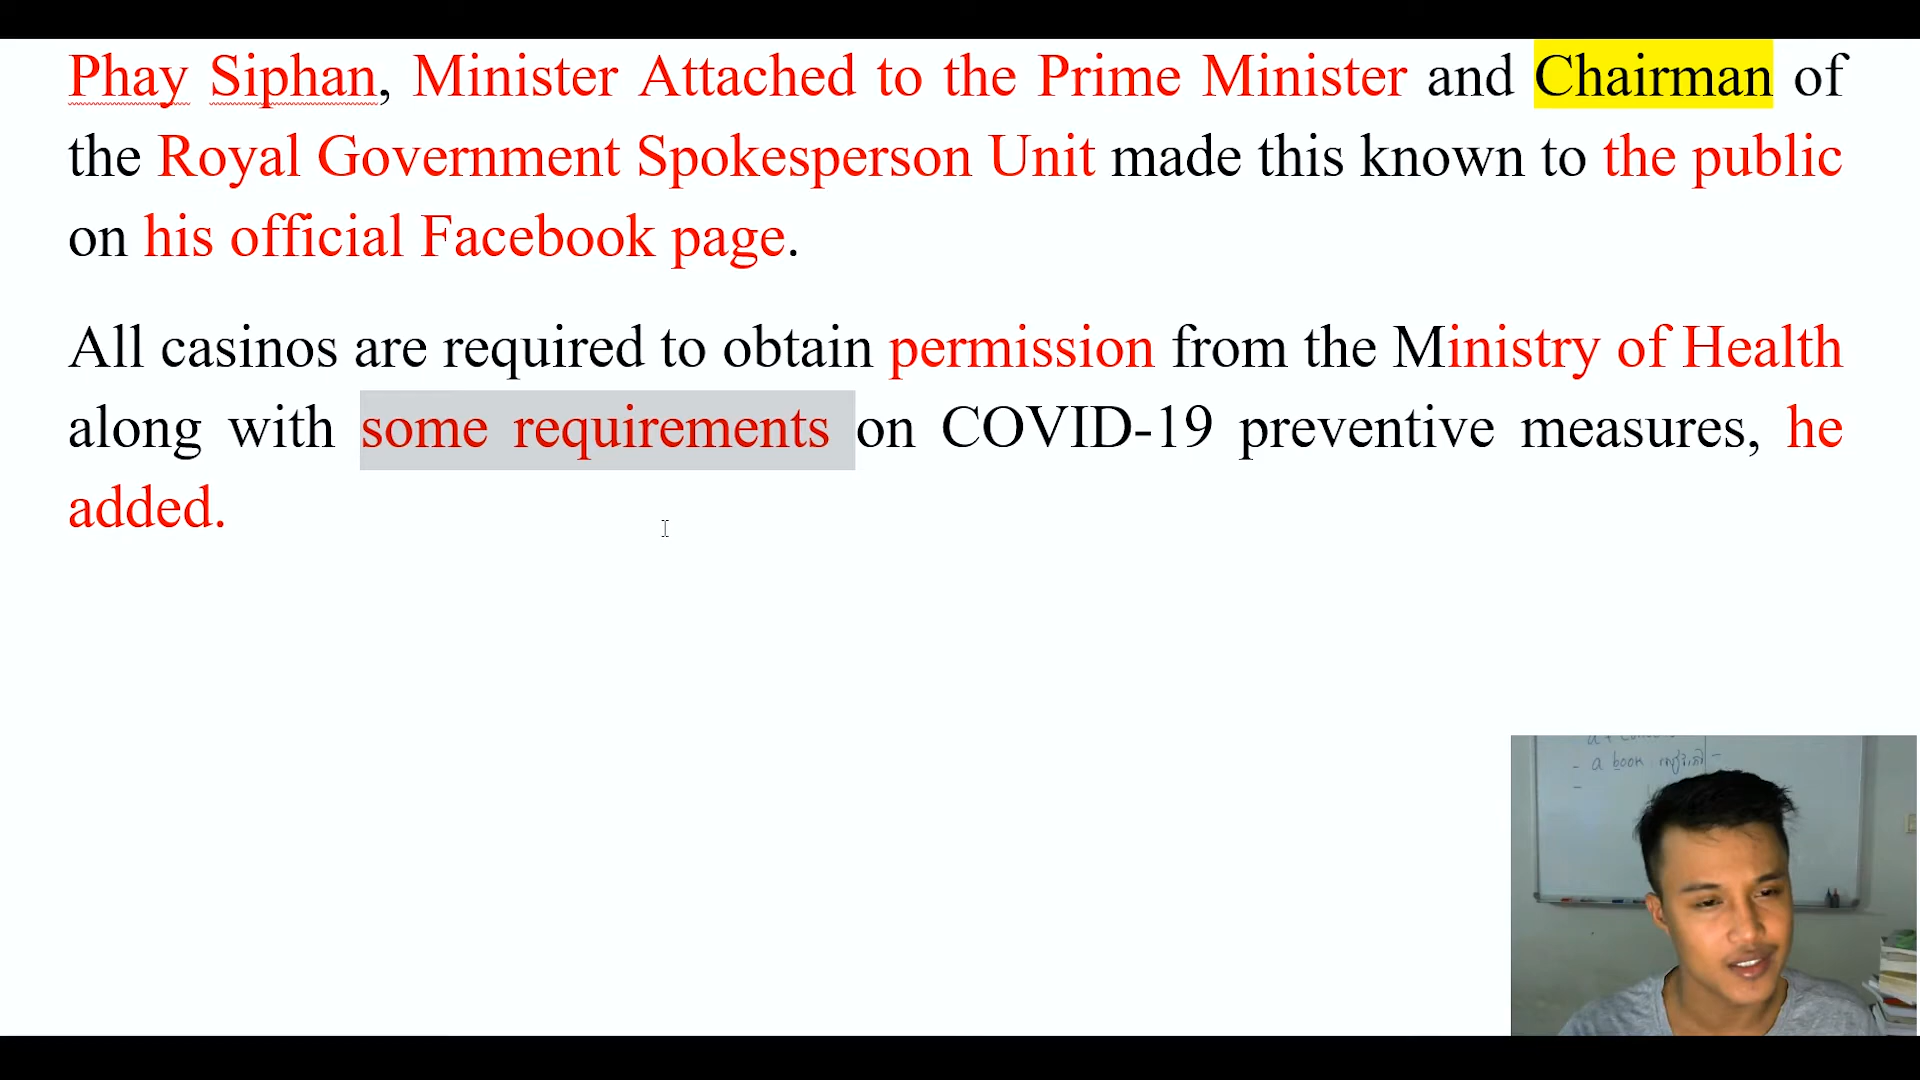 Phay Siphan, Minister Attached to the Prime Minister and Chairman of
the Royal Government Spokesperson Unit made this known to the public
on his official Facebook page.
All casinos are required to obtain permission from the Ministry of Health
along with some requirements on COVID-19 preventive measures, he
added.
- a book